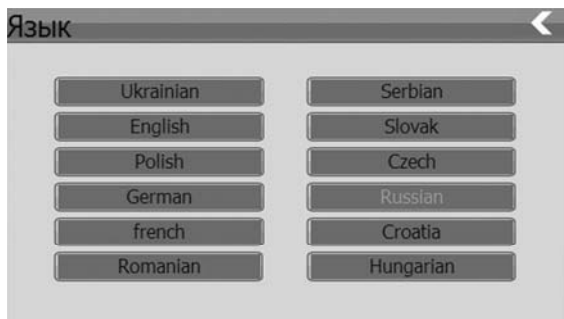 Язык
Ukrainian
Serbian
English
Slovak
Polish
Czech
German
Russian
french
Croatia
Romanian
Hungarian